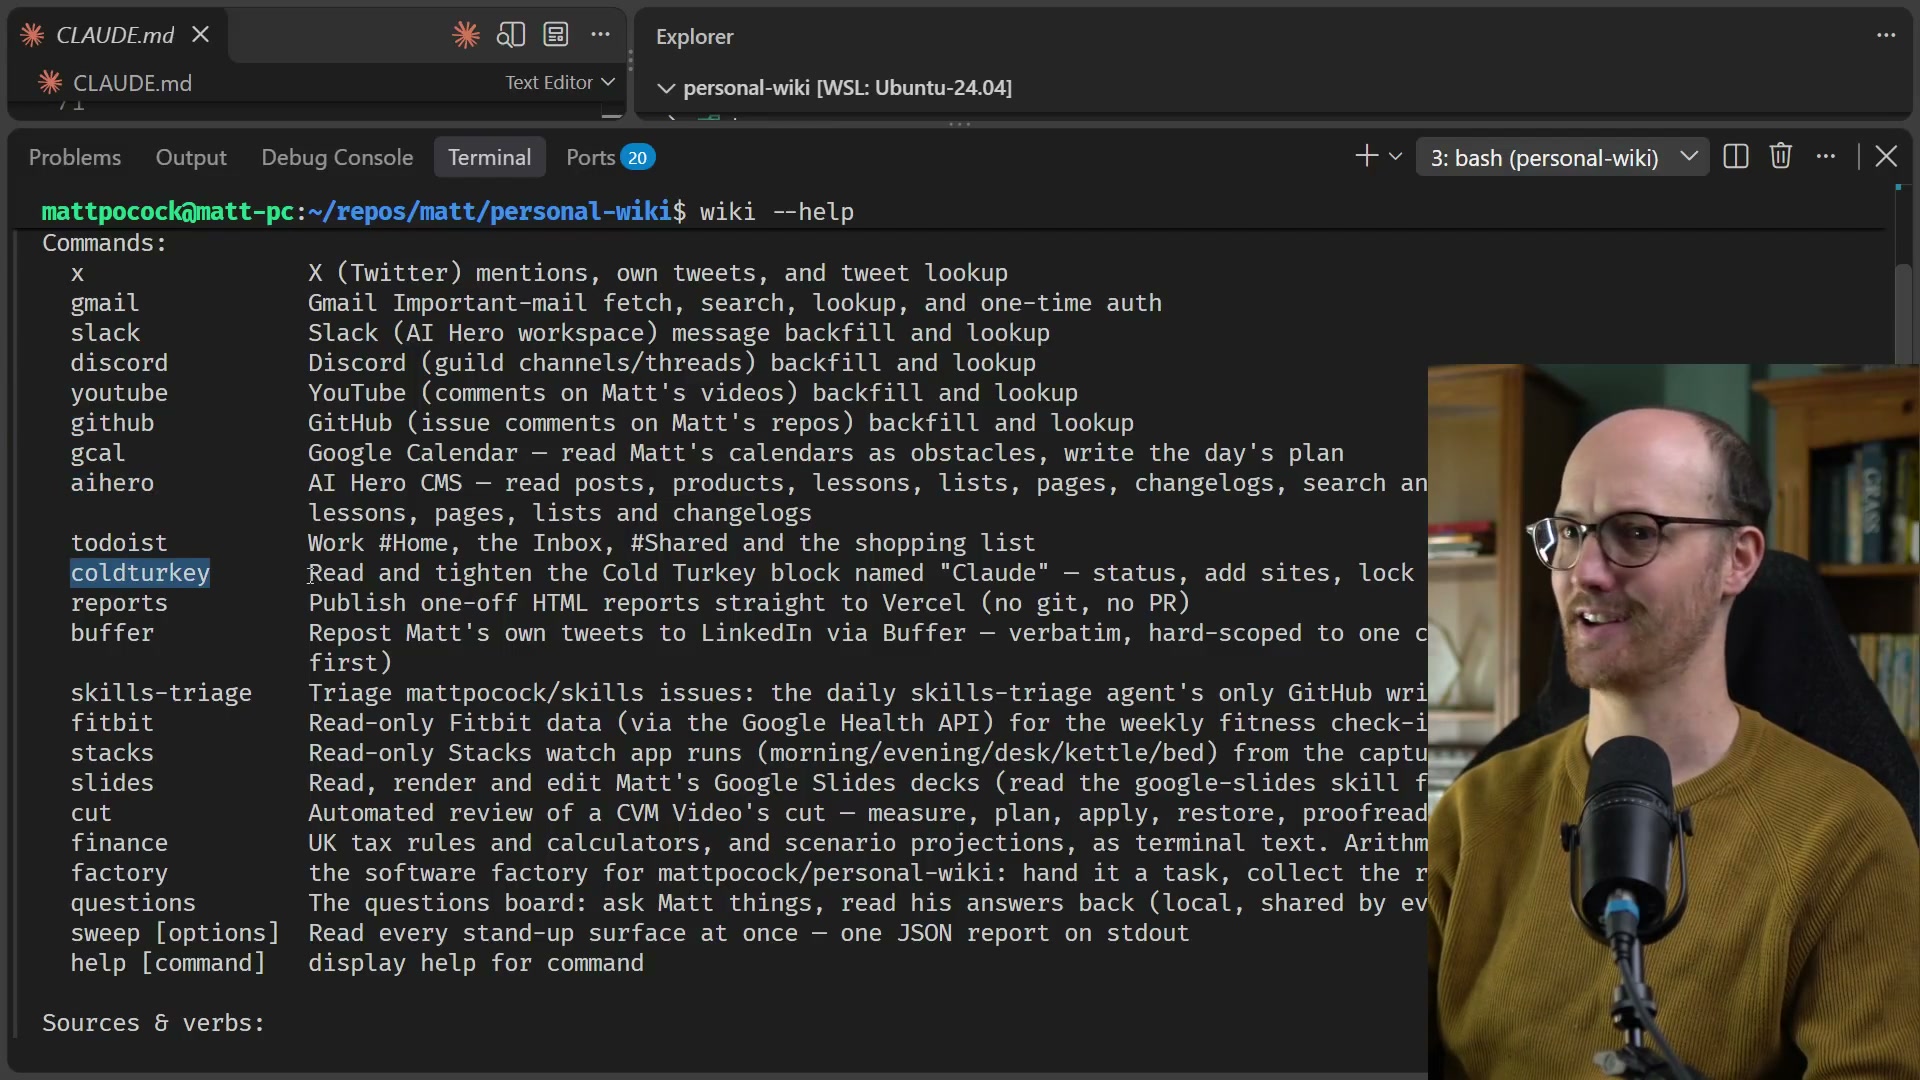 CLAUDE.md
Explorer
CLAUDE.md
Text Editor
personal-wiki [WSL: Ubuntu-24.04]
71
Problems
Output
Debug Console
Terminal
Ports 20
3: bash (personal-wiki)
mattpocock@matt-pc:~/repos/matt/personal-wiki$ wiki --help
Commands:
x X (Twitter) mentions, own tweets, and tweet lookup
gmail Gmail Important-mail fetch, search, lookup, and one-time auth
slack Slack (AI Hero workspace) message backfill and lookup
discord Discord (guild channels/threads) backfill and lookup
youtube YouTube (comments on Matt's videos) backfill and lookup
github GitHub (issue comments on Matt's repos) backfill and lookup
gcal Google Calendar — read Matt's calendars as obstacles, write the day's plan
aihero AI Hero CMS — read posts, products, lessons, lists, pages, changelogs, search an
lessons, pages, lists and changelogs
todoist Work #Home, the Inbox, #Shared and the shopping list
coldturkey Read and tighten the Cold Turkey block named "Claude" — status, add sites, lock
reports Publish one-off HTML reports straight to Vercel (no git, no PR)
buffer Repost Matt's own tweets to LinkedIn via Buffer — verbatim, hard-scoped to one c
first)
skills-triage Triage mattpocock/skills issues: the daily skills-triage agent's only GitHub wri
fitbit Read-only Fitbit data (via the Google Health API) for the weekly fitness check-i
stacks Read-only Stacks watch app runs (morning/evening/desk/kettle/bed) from the captu
slides Read, render and edit Matt's Google Slides decks (read the google-slides skill f
cut Automated review of a CVM Video's cut — measure, plan, apply, restore, proofread
finance UK tax rules and calculators, and scenario projections, as terminal text. Arithm
factory the software factory for mattpocock/personal-wiki: hand it a task, collect the r
questions The questions board: ask Matt things, read his answers back (local, shared by ev
sweep [options] Read every stand-up surface at once — one JSON report on stdout
help [command] display help for command
Sources & verbs: